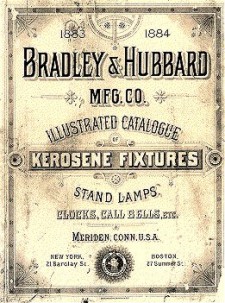 1883 1884
BRADLEY & HUBBARD
MFG. CO.
ILLUSTRATED CATALOGUE
OF
KEROSENE FIXTURES
STAND LAMPS
CLOCKS, CALL BELLS, ETC.
MERIDEN, CONN, U.S.A.
NEW YORK, BOSTON,
21 Barclay St. 27 Summer St.